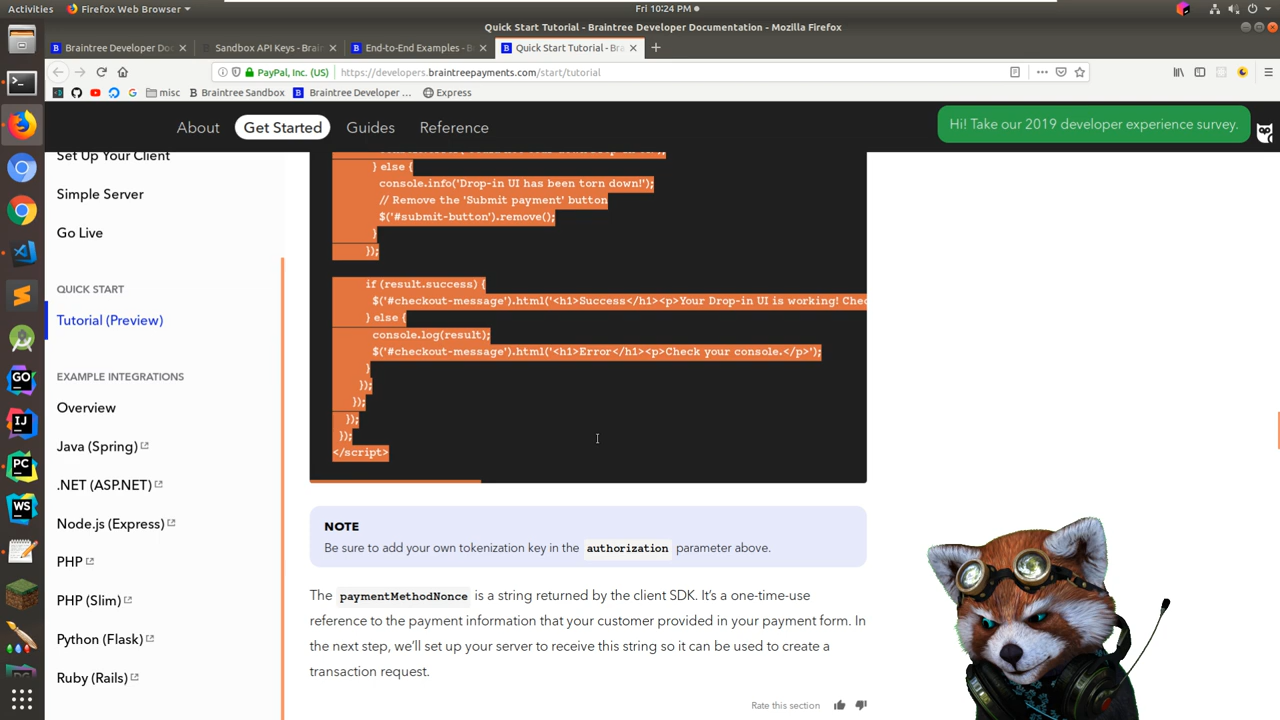 Activities
Firefox Web Browser
Fri 10:24 PM
Quick Start Tutorial - Braintree Developer Documentation - Mozilla Firefox
Braintree Developer Doc
Sandbox API Keys - Brain
End-to-End Examples - B
Quick Start Tutorial - Bra
PayPal, Inc. (US)
https://developers.braintreepayments.com/start/tutorial
misc
Braintree Sandbox
Braintree Developer ...
Express
About
Get Started
Guides
Reference
Hi! Take our 2019 developer experience survey.
Set Up Your Client
Simple Server
Go Live
QUICK START
Tutorial (Preview)
EXAMPLE INTEGRATIONS
Overview
Java (Spring)
.NET (ASP.NET)
Node.js (Express)
PHP
PHP (Slim)
Python (Flask)
Ruby (Rails)
} else {
console.info('Drop-in UI has been torn down!');
// Remove the 'Submit payment' button
$('#submit-button').remove();
}
});
if (result.success) {
$('#checkout-message').html('<h1>Success</h1><p>Your Drop-in UI is working! Chec
} else {
console.log(result);
$('#checkout-message').html('<h1>Error</h1><p>Check your console.</p>');
}
});
});
});
});
</script>
NOTE
Be sure to add your own tokenization key in the authorization parameter above.
The paymentMethodNonce is a string returned by the client SDK. It's a one-time-use
reference to the payment information that your customer provided in your payment form. In
the next step, we'll set up your server to receive this string so it can be used to create a
transaction request.
Rate this section
GO
IJ
PC
WS